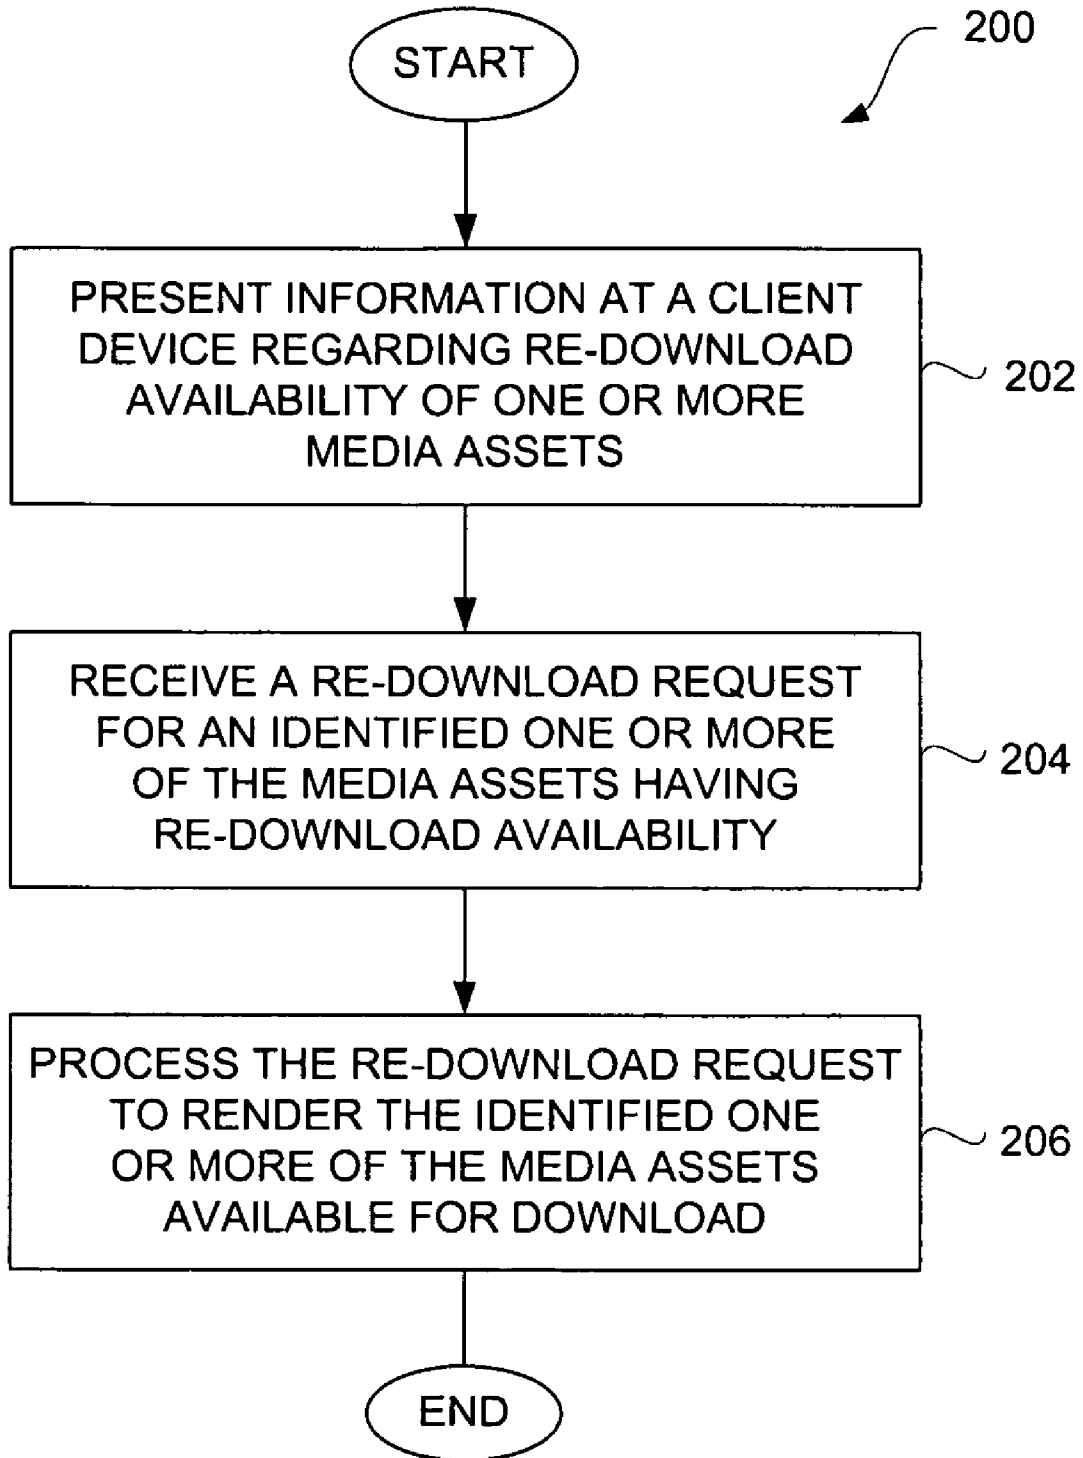 START
200
PRESENT INFORMATION AT A CLIENT
DEVICE REGARDING RE-DOWNLOAD
AVAILABILITY OF ONE OR MORE
MEDIA ASSETS
202
RECEIVE A RE-DOWNLOAD REQUEST
FOR AN IDENTIFIED ONE OR MORE
OF THE MEDIA ASSETS HAVING
RE-DOWNLOAD AVAILABILITY
204
PROCESS THE RE-DOWNLOAD REQUEST
TO RENDER THE IDENTIFIED ONE
OR MORE OF THE MEDIA ASSETS
AVAILABLE FOR DOWNLOAD
206
END